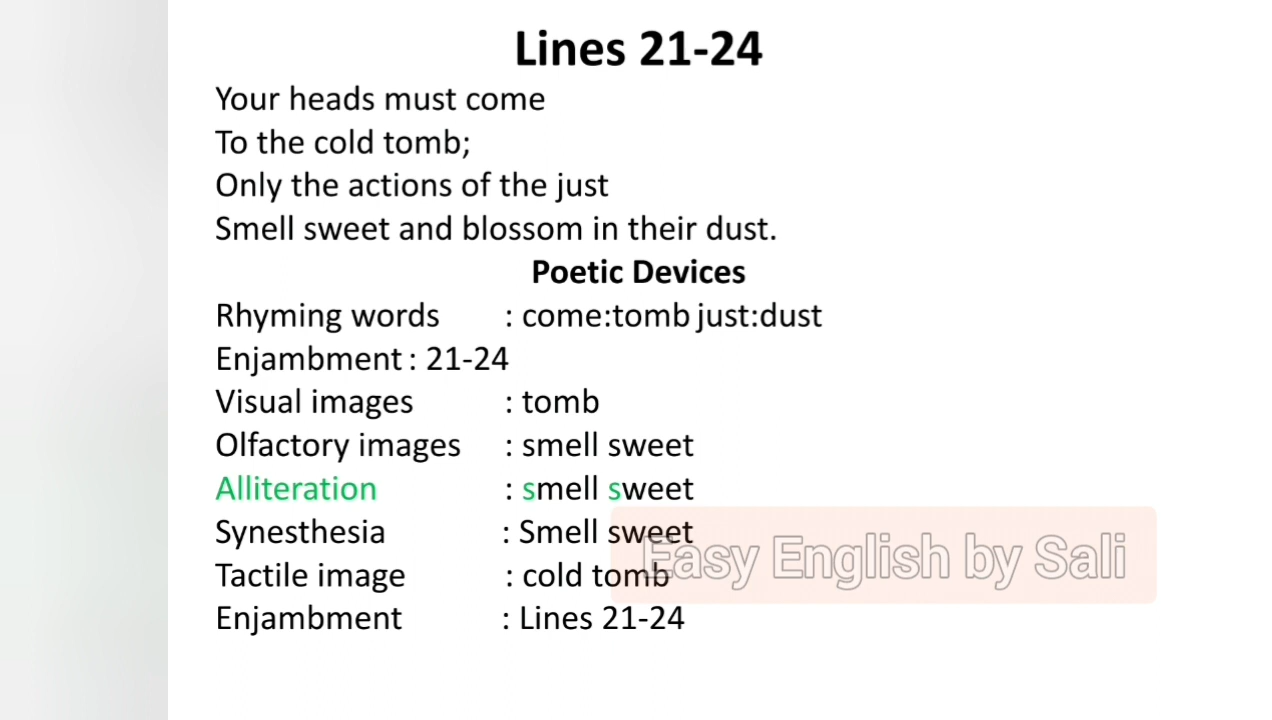 Lines 21-24
Your heads must come
To the cold tomb;
Only the actions of the just
Smell sweet and blossom in their dust.
Poetic Devices
Rhyming words : come:tomb just:dust
Enjambment : 21-24
Visual images : tomb
Olfactory images : smell sweet
Alliteration : smell sweet
Synesthesia : Smell sweet
Tactile image : cold tomb
Enjambment : Lines 21-24
Easy English by Sali